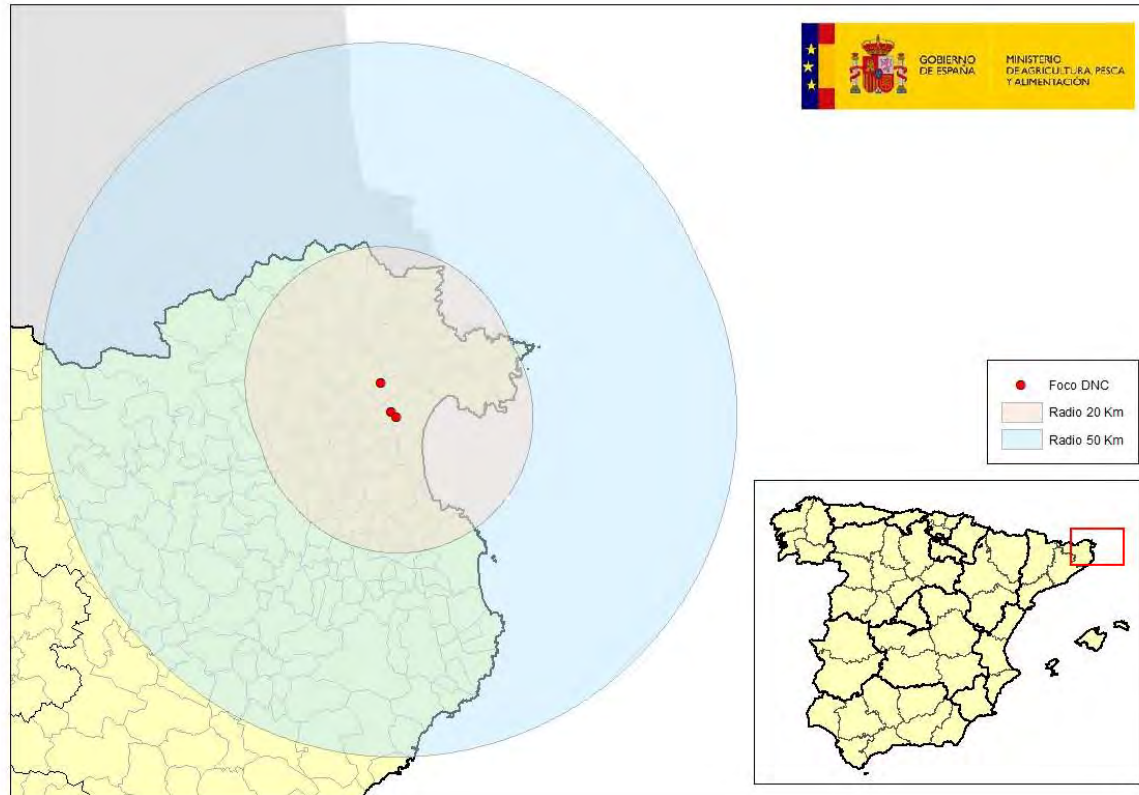 GOBIERNO
DE ESPAÑA
MINISTERIO
DE AGRICULTURA, PESCA
Y ALIMENTACIÓN
Foco DNC
Radio 20 Km
Radio 50 Km